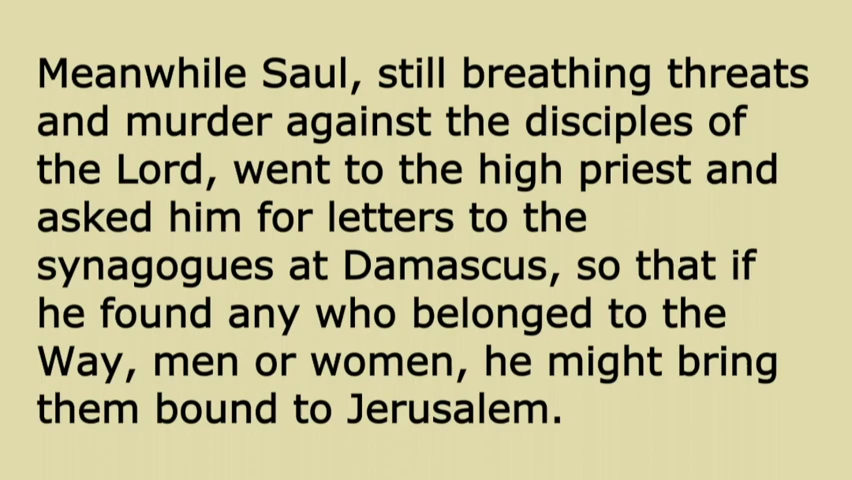 Meanwhile Saul, still breathing threats
and murder against the disciples of
the Lord, went to the high priest and
asked him for letters to the
synagogues at Damascus, so that if
he found any who belonged to the
Way, men or women, he might bring
them bound to Jerusalem.